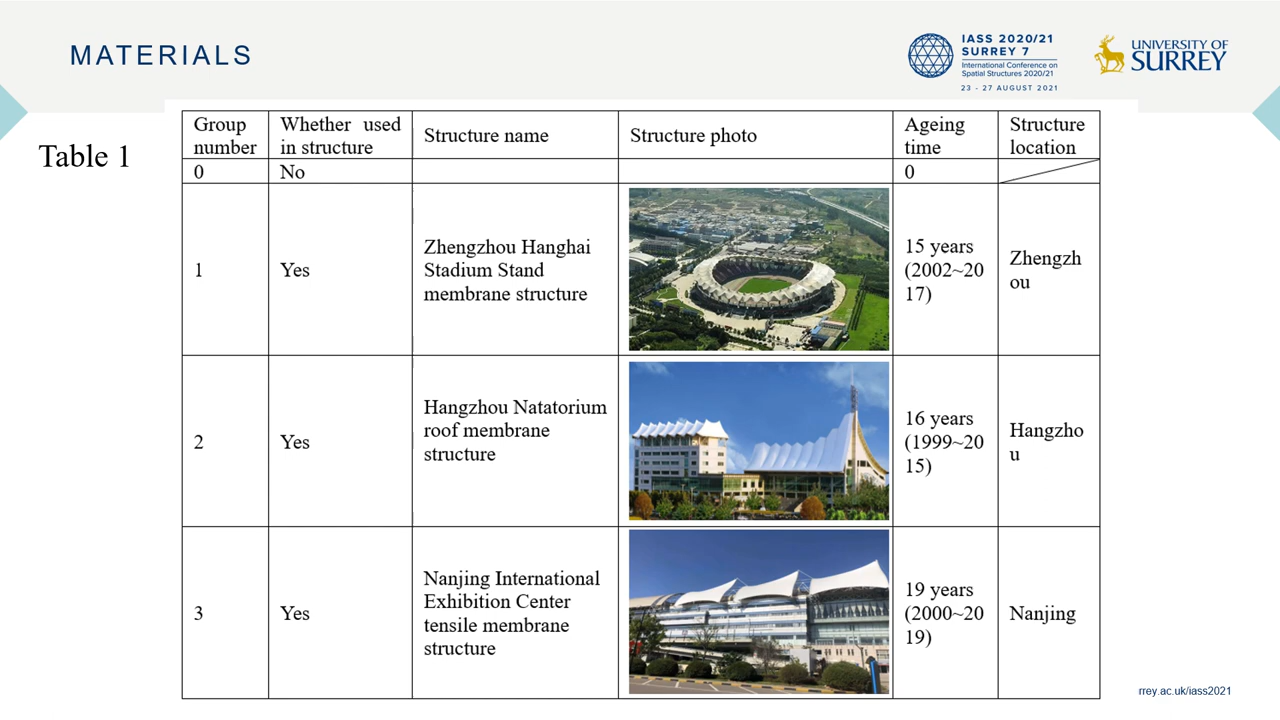 MATERIALS
IASS 2020/21
SURREY 7
International Conference on
Spatial Structures 2020/21
23 - 27 AUGUST 2021
UNIVERSITY OF
SURREY
Table 1
Group number
Whether used in structure
Structure name
Structure photo
Ageing time
Structure location
0
No
0
1
Yes
Zhengzhou Hanghai
Stadium Stand
membrane structure
15 years
(2002~20
17)
Zhengzh
ou
2
Yes
Hangzhou Natatorium
roof membrane
structure
16 years
(1999~20
15)
Hangzho
u
3
Yes
Nanjing International
Exhibition Center
tensile membrane
structure
19 years
(2000~20
19)
Nanjing
rrey.ac.uk/iass2021